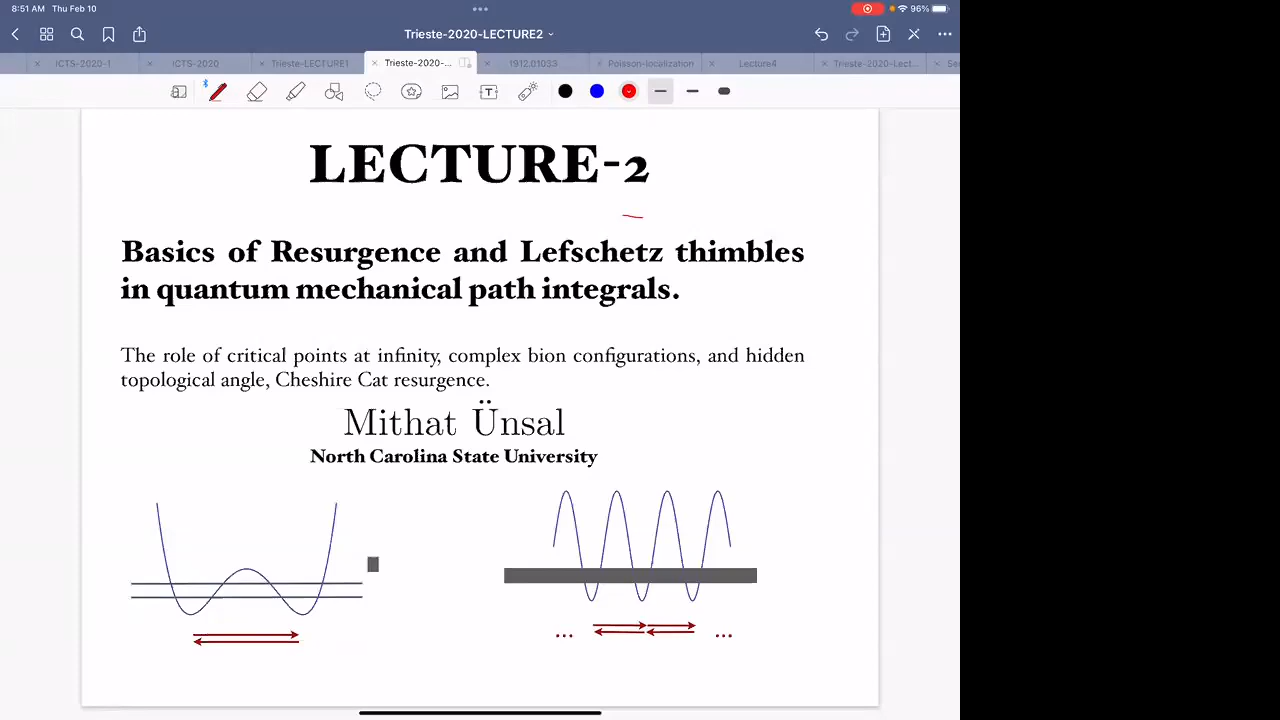 8:51 AM Thu Feb 10
96%
Trieste-2020-LECTURE2
ICTS-2020-1
ICTS-2020
Trieste-LECTURE1
Trieste-2020-...
1912.01033
Poisson-localization
Lecture4
Trieste-2020-Lect...
T
LECTURE-2
Basics of Resurgence and Lefschetz thimbles
in quantum mechanical path integrals.
The role of critical points at infinity, complex bion configurations, and hidden
topological angle, Cheshire Cat resurgence.
Mithat Ünsal
North Carolina State University
... ...